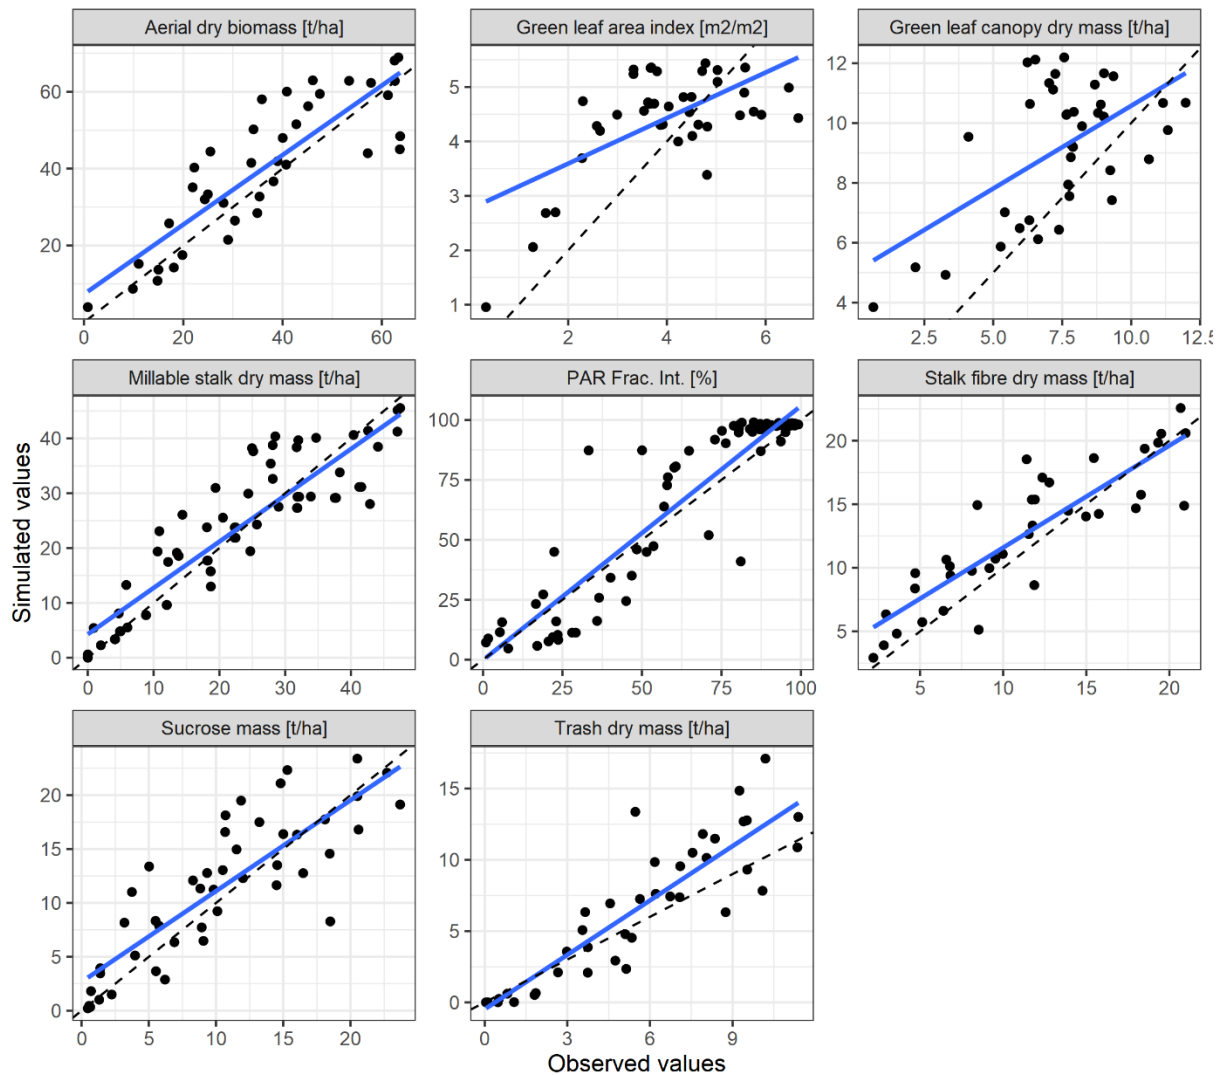 Aerial dry biomass [t/ha]
Green leaf area index [m2/m2]
Green leaf canopy dry mass [t/ha]
60
40
20
0 20 40 60
5
4
3
2
1
2 4 6
12
10
8
6
4
2.5 5.0 7.5 10.0 12.5
Millable stalk dry mass [t/ha]
PAR Frac. Int. [%]
Stalk fibre dry mass [t/ha]
40
30
20
10
0
0 10 20 30 40
100
75
50
25
0
0 25 50 75 100
20
15
10
5
5 10 15 20
Simulated values
Sucrose mass [t/ha]
Trash dry mass [t/ha]
20
15
10
5
0
0 5 10 15 20
15
10
5
0
0 3 6 9
Observed values